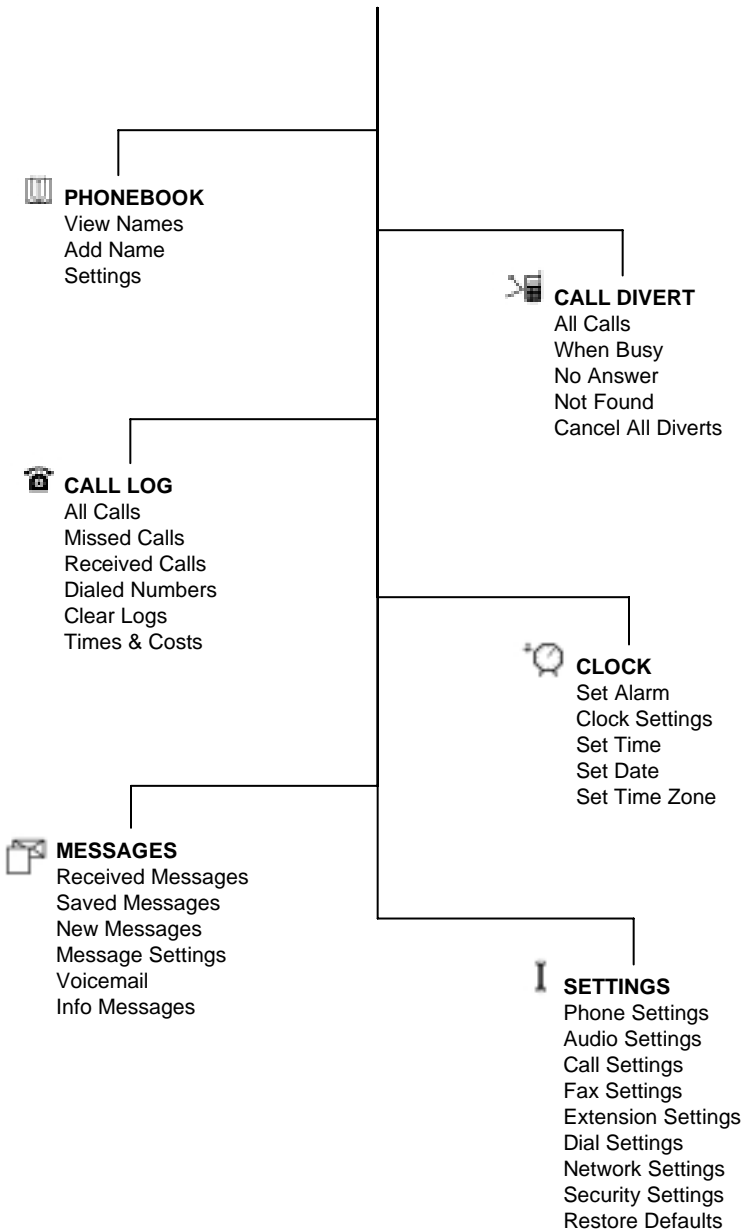 PHONEBOOK
View Names
Add Name
Settings
CALL DIVERT
All Calls
When Busy
No Answer
Not Found
Cancel All Diverts
CALL LOG
All Calls
Missed Calls
Received Calls
Dialed Numbers
Clear Logs
Times & Costs
CLOCK
Set Alarm
Clock Settings
Set Time
Set Date
Set Time Zone
MESSAGES
Received Messages
Saved Messages
New Messages
Message Settings
Voicemail
Info Messages
SETTINGS
Phone Settings
Audio Settings
Call Settings
Fax Settings
Extension Settings
Dial Settings
Network Settings
Security Settings
Restore Defaults